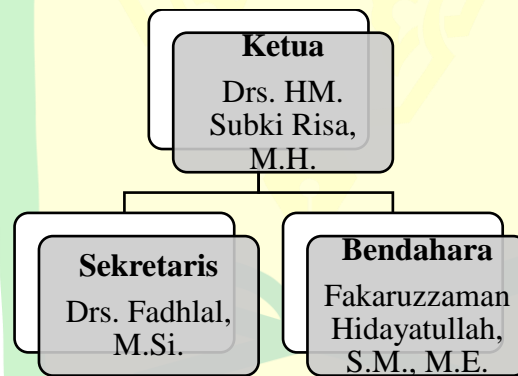 Ketua
Drs. HM.
Subki Risa,
M.H.
Sekretaris
Drs. Fadhlal,
M.Si.
Bendahara
Fakaruzzaman
Hidayatullah,
S.M., M.E.